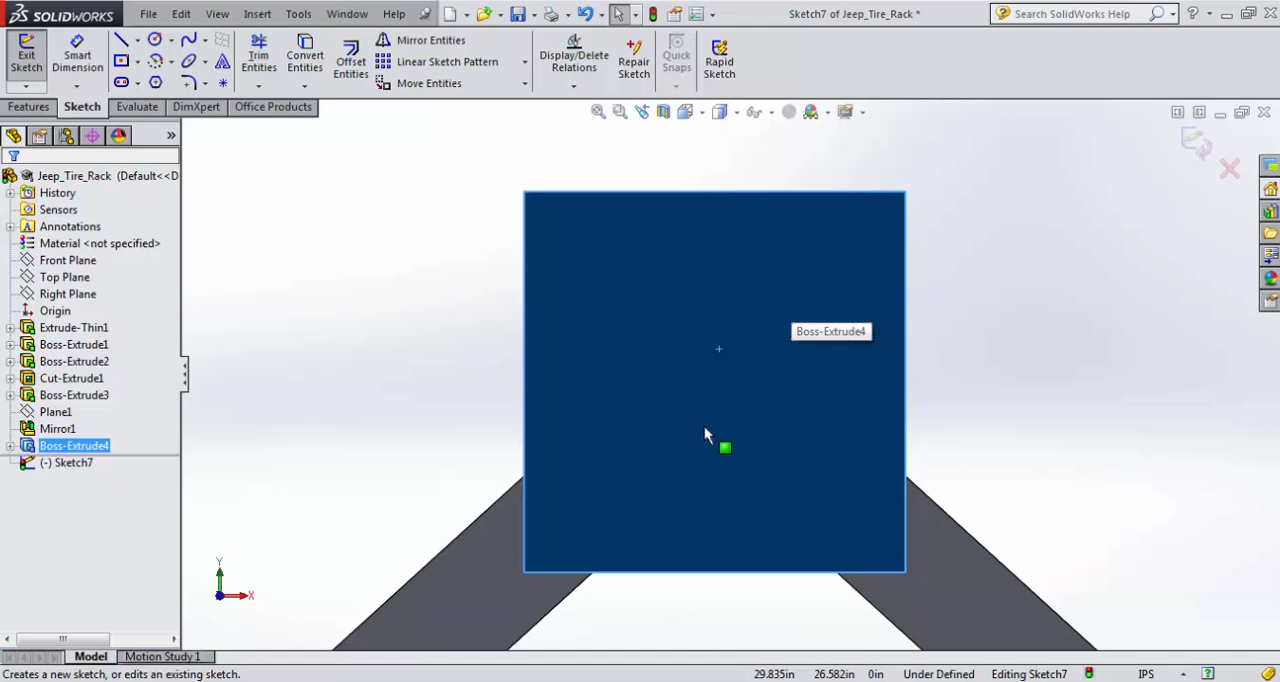 SOLIDWORKS File Edit View Insert Tools Window Help Sketch7 of Jeep_Tire_Rack * Search SolidWorks Help
Exit Sketch
Smart Dimension
Trim Entities
Convert Entities
Offset Entities
Mirror Entities
Linear Sketch Pattern
Move Entities
Display/Delete Relations
Repair Sketch
Quick Snaps
Rapid Sketch
Features Sketch Evaluate DimXpert Office Products
Jeep_Tire_Rack (Default<<D
History
Sensors
Annotations
Material <not specified>
Front Plane
Top Plane
Right Plane
Origin
Extrude-Thin1
Boss-Extrude1
Boss-Extrude2
Cut-Extrude1
Boss-Extrude3
Plane1
Mirror1
Boss-Extrude4
(-) Sketch7
Boss-Extrude4
Y
X
Model Motion Study 1
Creates a new sketch, or edits an existing sketch. 29.835in 26.582in 0in Under Defined Editing Sketch7 IPS